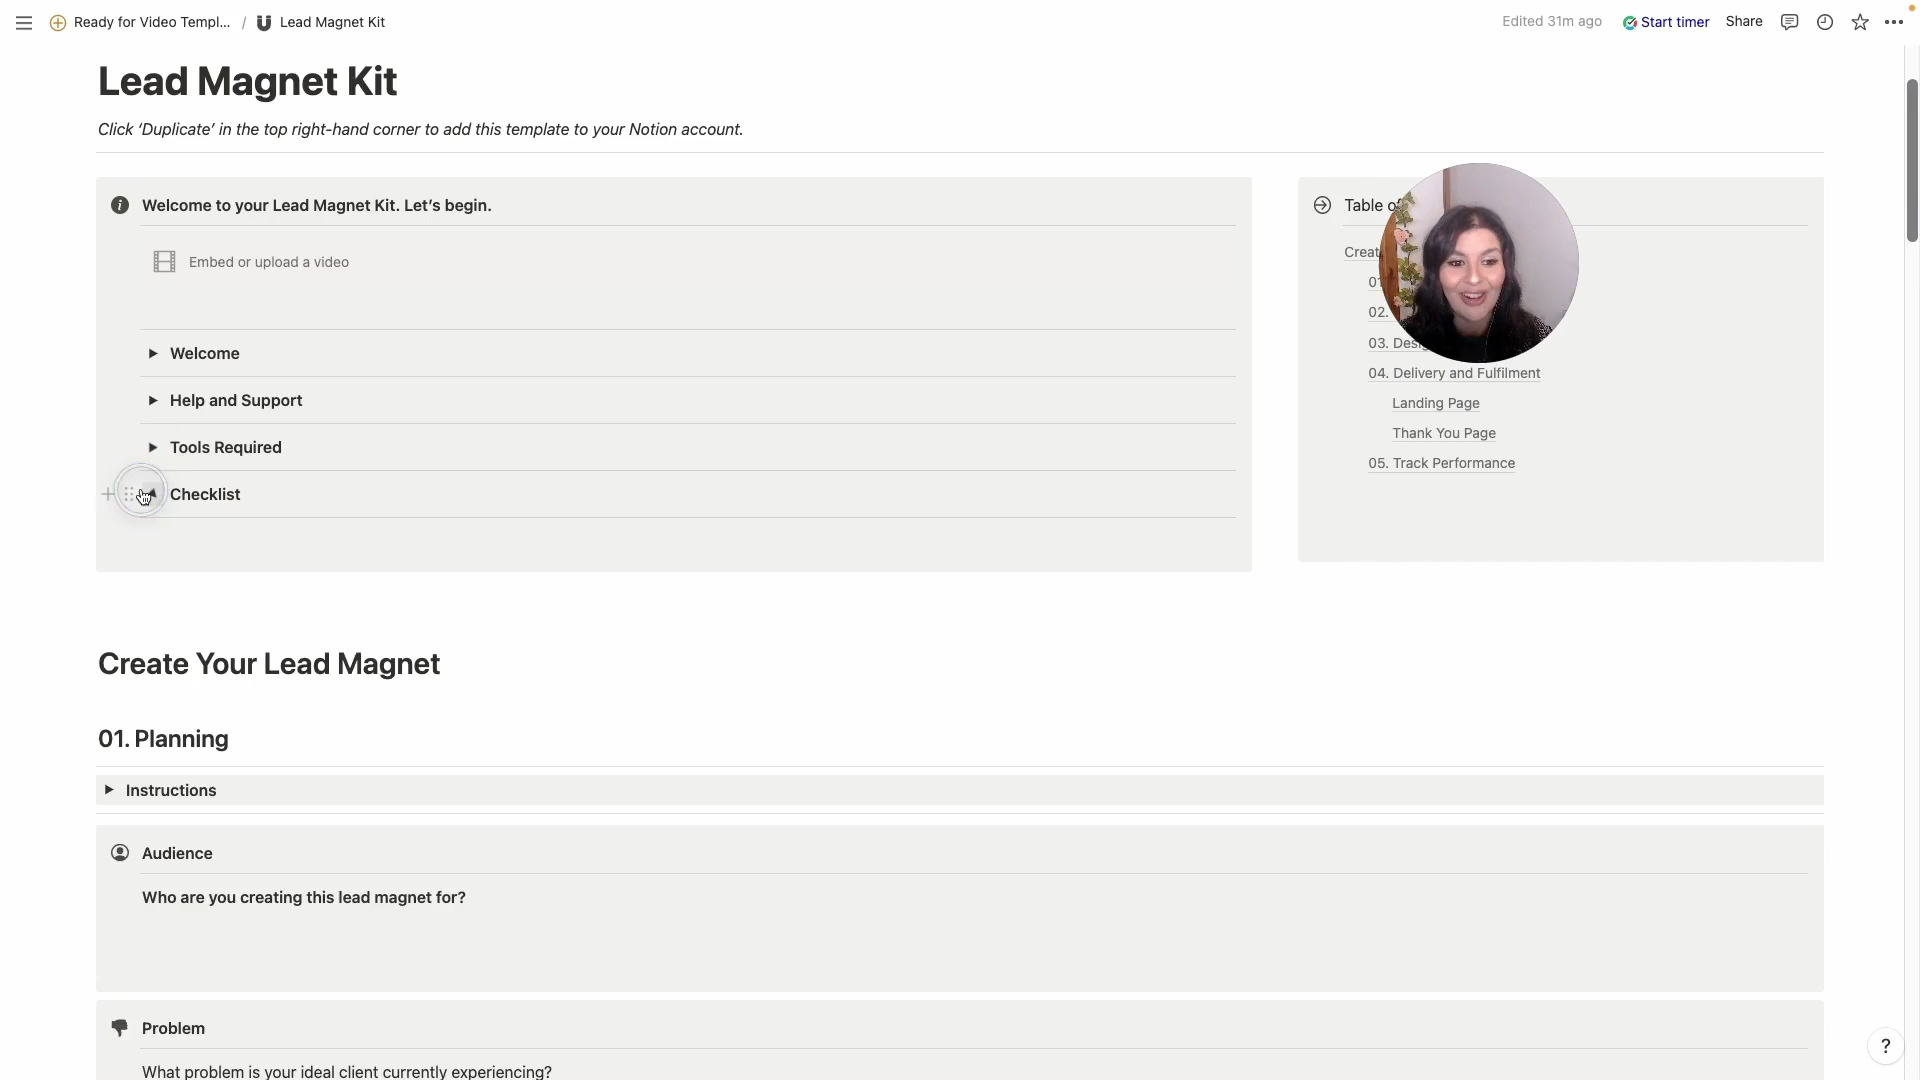 Ready for Video Templ... / Lead Magnet Kit
Edited 31m ago Start timer Share
Lead Magnet Kit
Click ‘Duplicate’ in the top right-hand corner to add this template to your Notion account.
Welcome to your Lead Magnet Kit. Let’s begin.
Embed or upload a video
Welcome
Help and Support
Tools Required
Checklist
Table
02.
03.
04. Delivery and Fulfilment
Landing Page
Thank You Page
05. Track Performance
Create Your Lead Magnet
01. Planning
Instructions
Audience
Who are you creating this lead magnet for?
Problem
What problem is your ideal client currently experiencing?
?